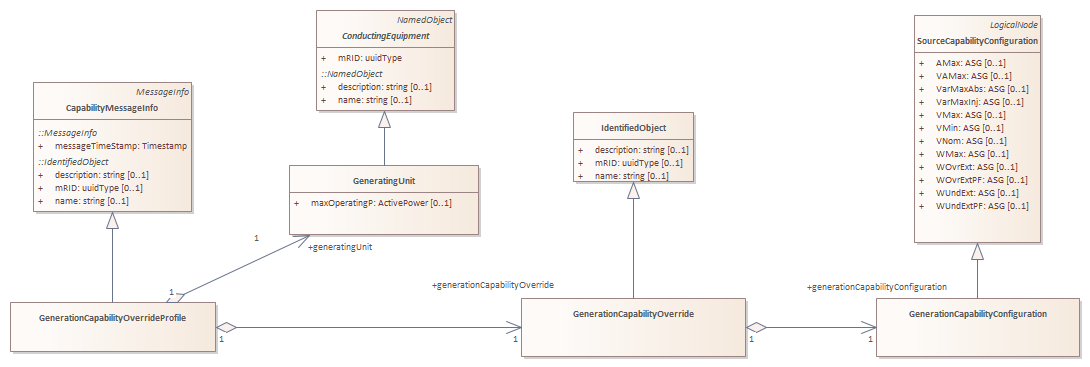 MessageInfo
CapabilityMessageInfo
::MessageInfo
+ messageTimeStamp: Timestamp
::IdentifiedObject
+ description: string [0..1]
+ mRID: uuidType [0..1]
+ name: string [0..1]
NamedObject
ConductingEquipment
+ mRID: uuidType
::NamedObject
+ description: string [0..1]
+ name: string [0..1]
GeneratingUnit
+ maxOperatingP: ActivePower [0..1]
IdentifiedObject
+ description: string [0..1]
+ mRID: uuidType [0..1]
+ name: string [0..1]
LogicalNode
SourceCapabilityConfiguration
+ AMax: ASG [0..1]
+ VAMax: ASG [0..1]
+ VarMaxAbs: ASG [0..1]
+ VarMaxInj: ASG [0..1]
+ VMax: ASG [0..1]
+ VMin: ASG [0..1]
+ VNom: ASG [0..1]
+ WMax: ASG [0..1]
+ WOvrExt: ASG [0..1]
+ WOvrExtPF: ASG [0..1]
+ WUndExt: ASG [0..1]
+ WUndExtPF: ASG [0..1]
1
+generatingUnit
1
+generationCapabilityOverride
+generationCapabilityConfiguration
GenerationCapabilityOverrideProfile
1
1
GenerationCapabilityOverride
1
1
GenerationCapabilityConfiguration